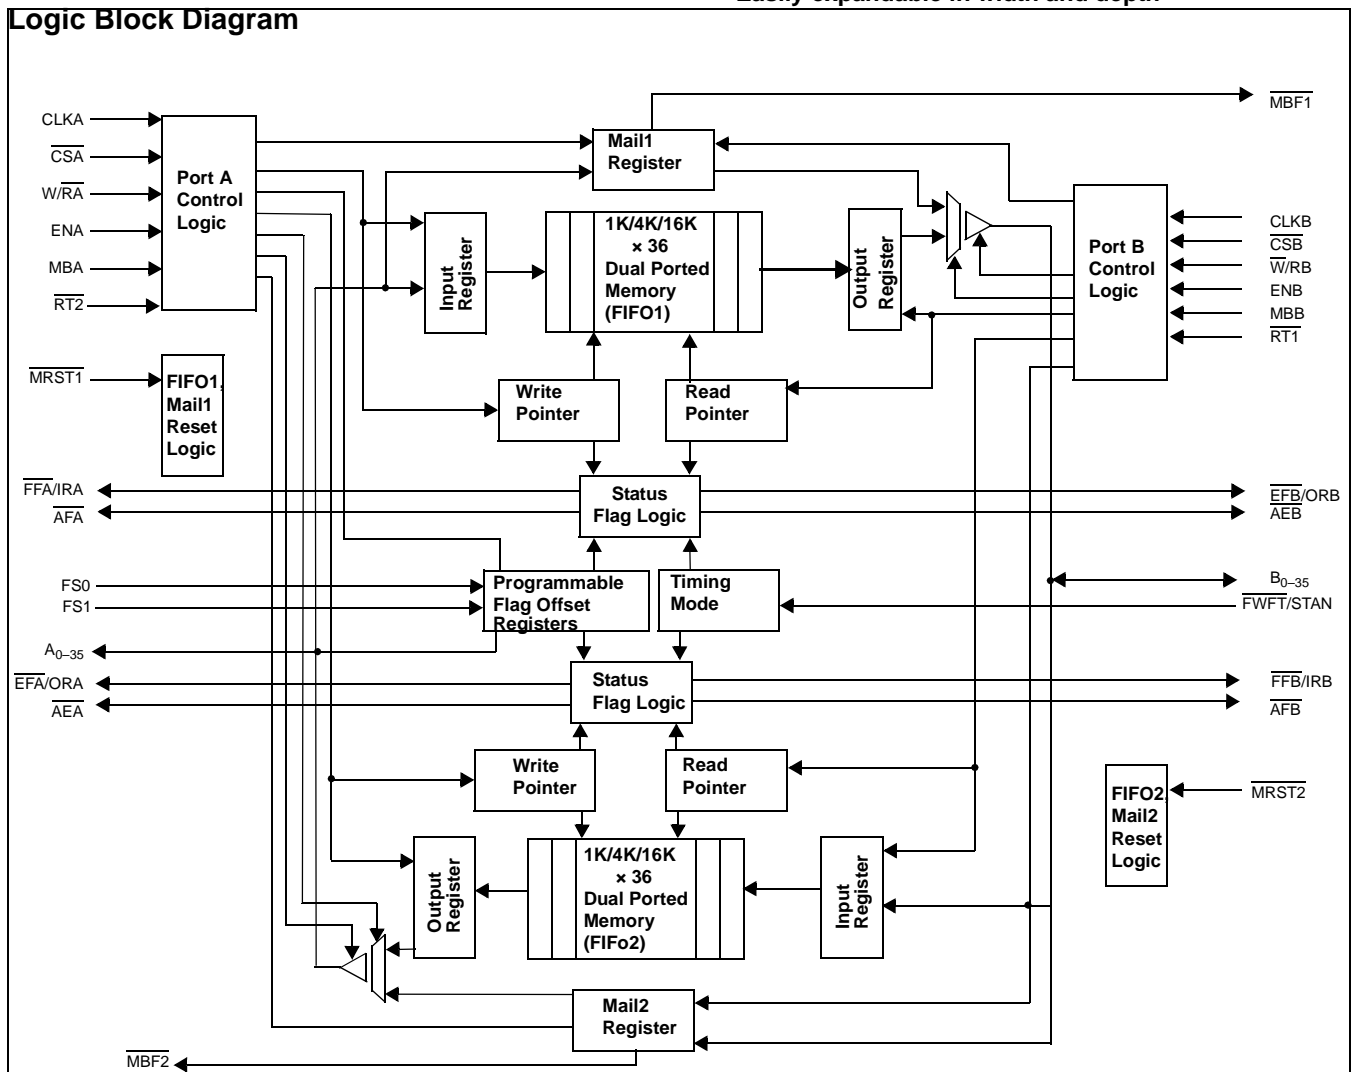 Logic Block Diagram
MBF1
CLKA
CSA
W/RA
ENA
MBA
RT2
Port A
Control
Logic
Mail1
Register
Input
Register
1K/4K/16K
× 36
Dual Ported
Memory
(FIFO1)
Output
Register
Port B
Control
Logic
CLKB
CSB
W/RB
ENB
MBB
RT1
MRST1
FIFO1,
Mail1
Reset
Logic
Write
Pointer
Read
Pointer
FFA/IRA
AFA
Status
Flag Logic
EFB/ORB
AEB
FS0
FS1
Programmable
Flag Offset
Registers
Timing
Mode
B0–35
FWFT/STAN
A0–35
EFA/ORA
AEA
Status
Flag Logic
FFB/IRB
AFB
Write
Pointer
Read
Pointer
FIFO2,
Mail2
Reset
Logic
MRST2
Output
Register
1K/4K/16K
× 36
Dual Ported
Memory
(FIFo2)
Input
Register
Mail2
Register
MBF2